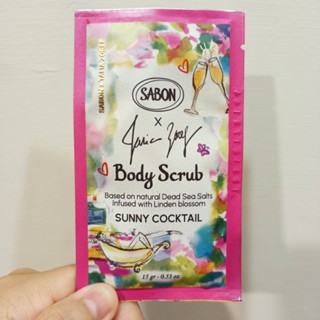 SABON
X
Body Scrub
Based on natural Dead Sea Salts
Infused with Linden blossom
SUNNY COCKTAIL
15 gr - 0.53 oz